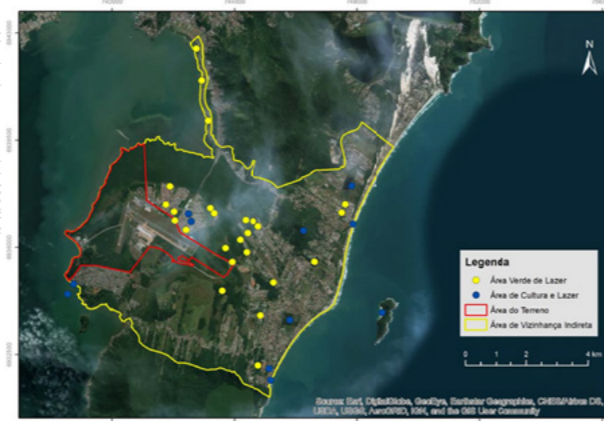 N
Legenda
Área Verde de Lazer
Área de Cultura e Lazer
Área do Terreno
Área de Vizinhança Indireta
0 2 4 km
Source: Esri, DigitalGlobe, GeoEye, Earthstar Geographics, CNES/Airbus DS,
USDA, USGS, AeroGRID, IGN, and the GIS User Community